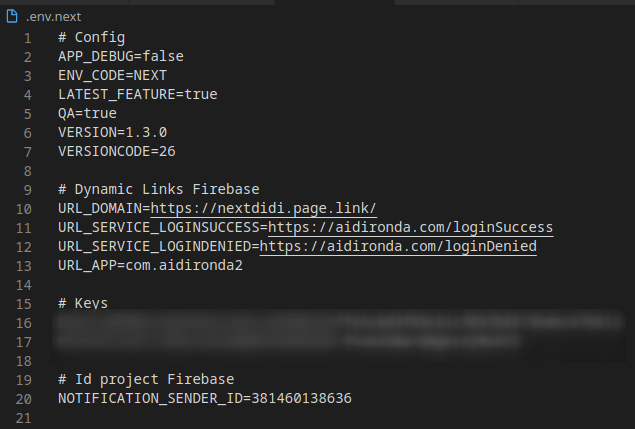 .env.next
1 # Config
2 APP_DEBUG=false
3 ENV_CODE=NEXT
4 LATEST_FEATURE=true
5 QA=true
6 VERSION=1.3.0
7 VERSIONCODE=26
8
9 # Dynamic Links Firebase
10 URL_DOMAIN=https://nextdidi.page.link/
11 URL_SERVICE_LOGINSUCCESS=https://aidironda.com/loginSuccess
12 URL_SERVICE_LOGINDENIED=https://aidironda.com/loginDenied
13 URL_APP=com.aidironda2
14
15 # Keys
16
17
18
19 # Id project Firebase
20 NOTIFICATION_SENDER_ID=381460138636
21